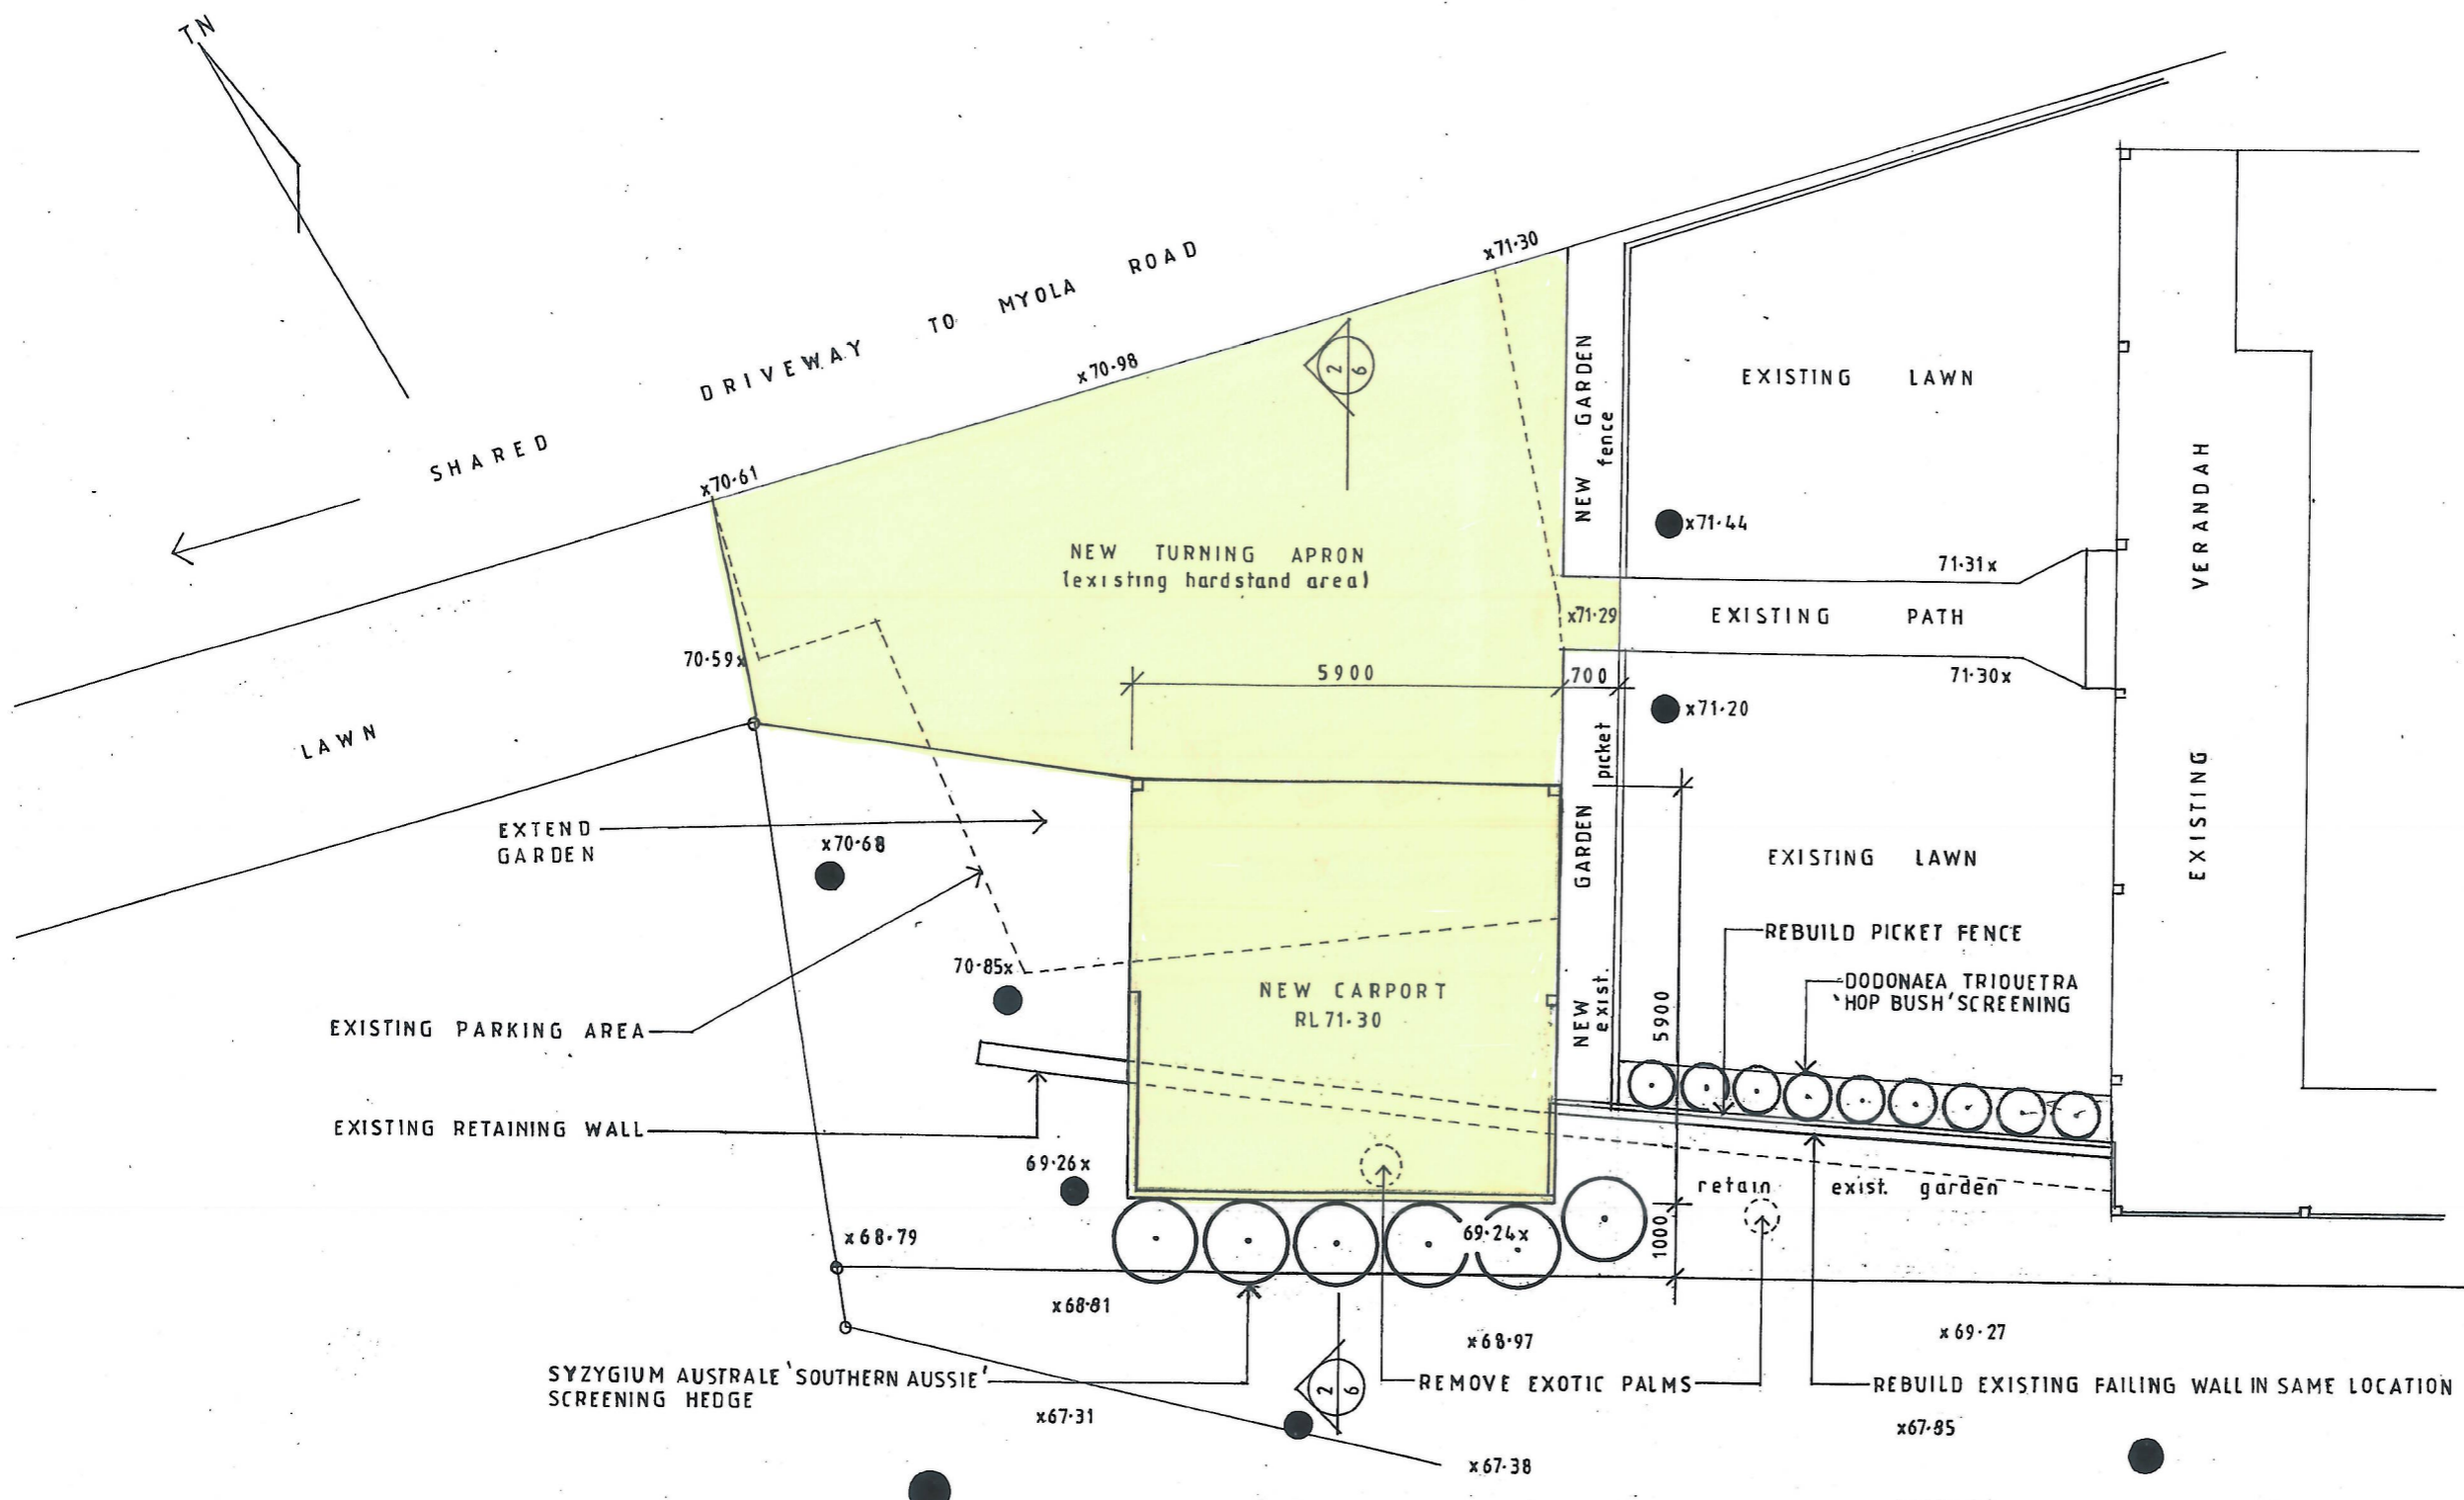 TN
SHARED DRIVEWAY TO MYOLA ROAD
x71·30
x70·98
x70·61
2
6
NEW GARDEN
fence
EXISTING LAWN
x71·44
NEW TURNING APRON
(existing hardstand area)
71·31x
x71·29
EXISTING PATH
71·30x
70·59x
5900
700
x71·20
LAWN
picket
EXISTING VERANDAH
EXTEND
GARDEN
x70·68
NEW GARDEN
exist.
EXISTING LAWN
REBUILD PICKET FENCE
70·85x
DODONAEA TRIQUETRA
'HOP BUSH' SCREENING
NEW CARPORT
RL71·30
5900
EXISTING PARKING AREA
EXISTING RETAINING WALL
69·26x
retain exist. garden
x68·79
69·24x
1000
x68·81
x68·97
x69·27
SYZYGIUM AUSTRALE 'SOUTHERN AUSSIE'
SCREENING HEDGE
2
6
REMOVE EXOTIC PALMS
REBUILD EXISTING FAILING WALL IN SAME LOCATION
x67·31
x67·85
x67·38